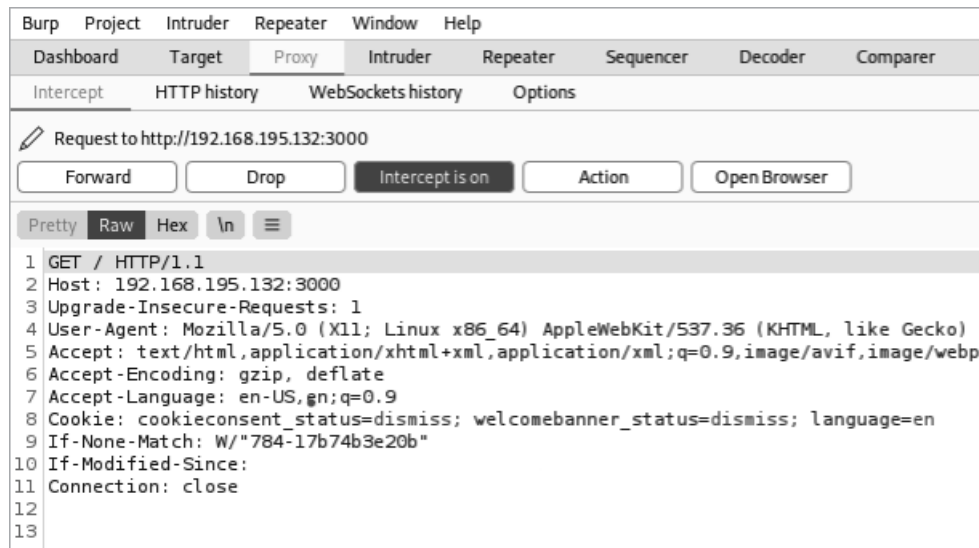 Burp Project Intruder Repeater Window Help
Dashboard Target Proxy Intruder Repeater Sequencer Decoder Comparer
Intercept HTTP history WebSockets history Options
Request to http://192.168.195.132:3000
Forward Drop Intercept is on Action Open Browser
Pretty Raw Hex \n ≡
1 GET / HTTP/1.1
2 Host: 192.168.195.132:3000
3 Upgrade-Insecure-Requests: 1
4 User-Agent: Mozilla/5.0 (X11; Linux x86_64) AppleWebKit/537.36 (KHTML, like Gecko)
5 Accept: text/html,application/xhtml+xml,application/xml;q=0.9,image/avif,image/webp
6 Accept-Encoding: gzip, deflate
7 Accept-Language: en-US,en;q=0.9
8 Cookie: cookieconsent_status=dismiss; welcomebanner_status=dismiss; language=en
9 If-None-Match: W/"784-17b74b3e20b"
10 If-Modified-Since:
11 Connection: close
12
13